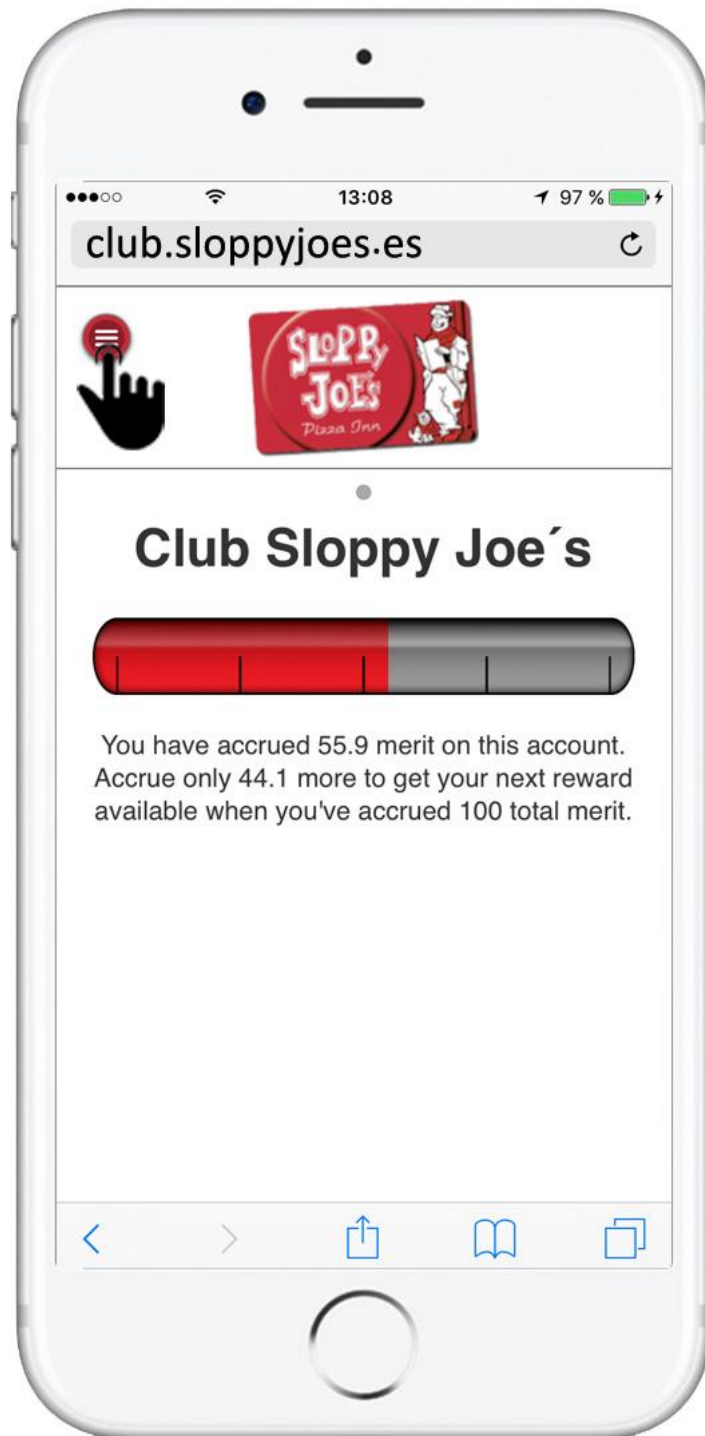 13:08
97 %
club.sloppyjoes.es
SLOPPY
JOE's
Pizza Inn
Club Sloppy Joe´s
You have accrued 55.9 merit on this account.
Accrue only 44.1 more to get your next reward
available when you've accrued 100 total merit.